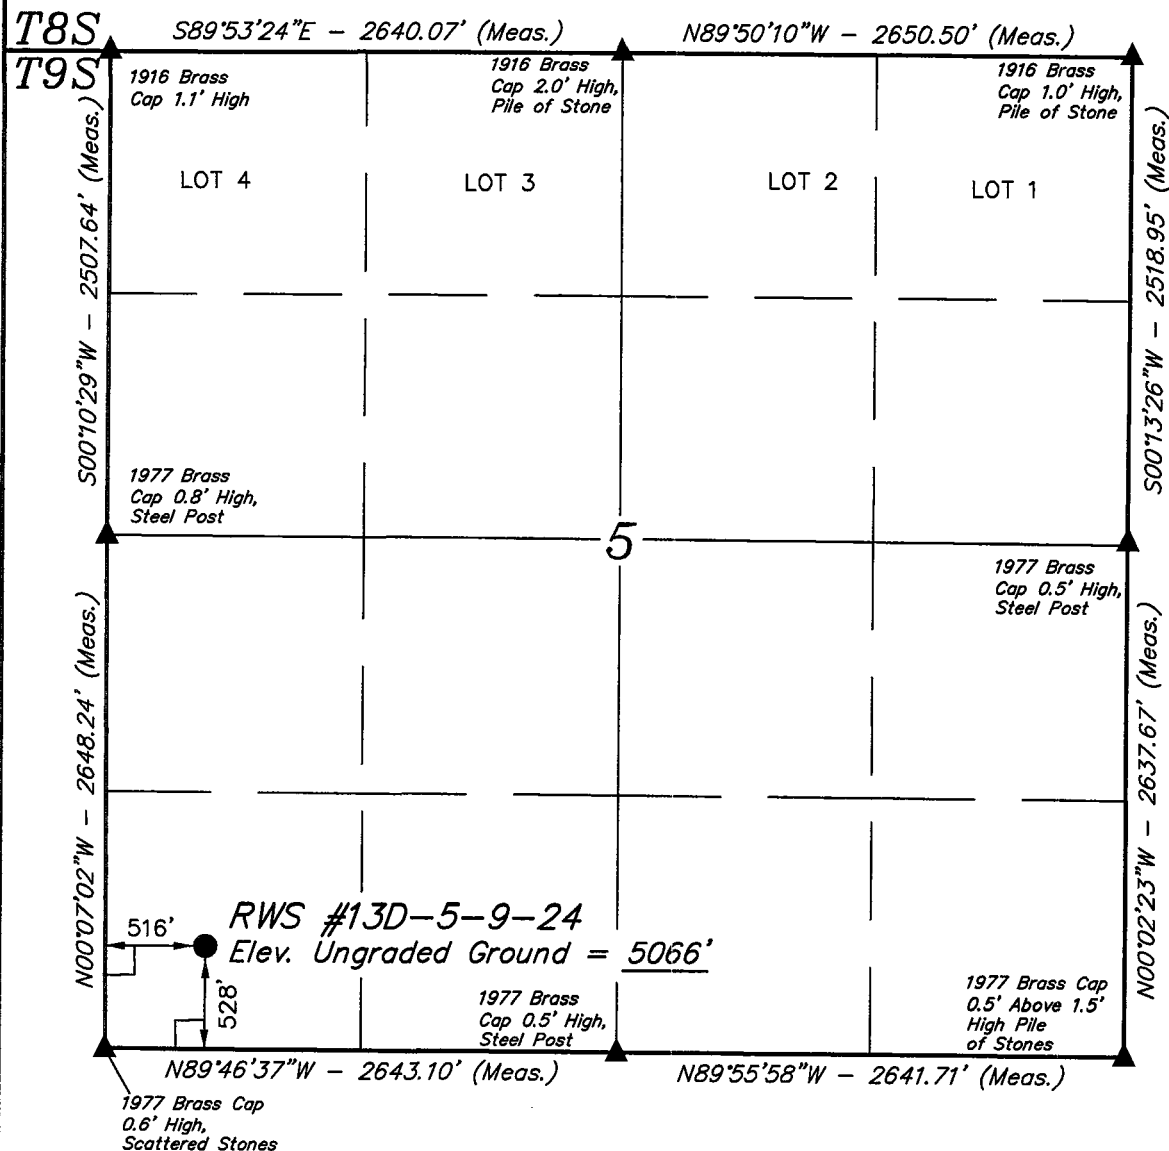 T8S
T9S
S89°53'24"E - 2640.07' (Meas.)
N89°50'10"W - 2650.50' (Meas.)
1916 Brass
Cap 1.1' High
1916 Brass
Cap 2.0' High,
Pile of Stone
1916 Brass
Cap 1.0' High,
Pile of Stone
LOT 4
LOT 3
LOT 2
LOT 1
S00°10'29"W - 2507.64' (Meas.)
S00°13'26"W - 2518.95' (Meas.)
1977 Brass
Cap 0.8' High,
Steel Post
5
1977 Brass
Cap 0.5' High,
Steel Post
N00°07'02"W - 2648.24' (Meas.)
N00°02'23"W - 2637.67' (Meas.)
516'
528'
RWS #13D-5-9-24
Elev. Ungraded Ground = 5066'
1977 Brass
Cap 0.5' High,
Steel Post
1977 Brass Cap
0.5' Above 1.5'
High Pile
of Stones
N89°46'37"W - 2643.10' (Meas.)
N89°55'58"W - 2641.71' (Meas.)
1977 Brass Cap
0.6' High,
Scattered Stones